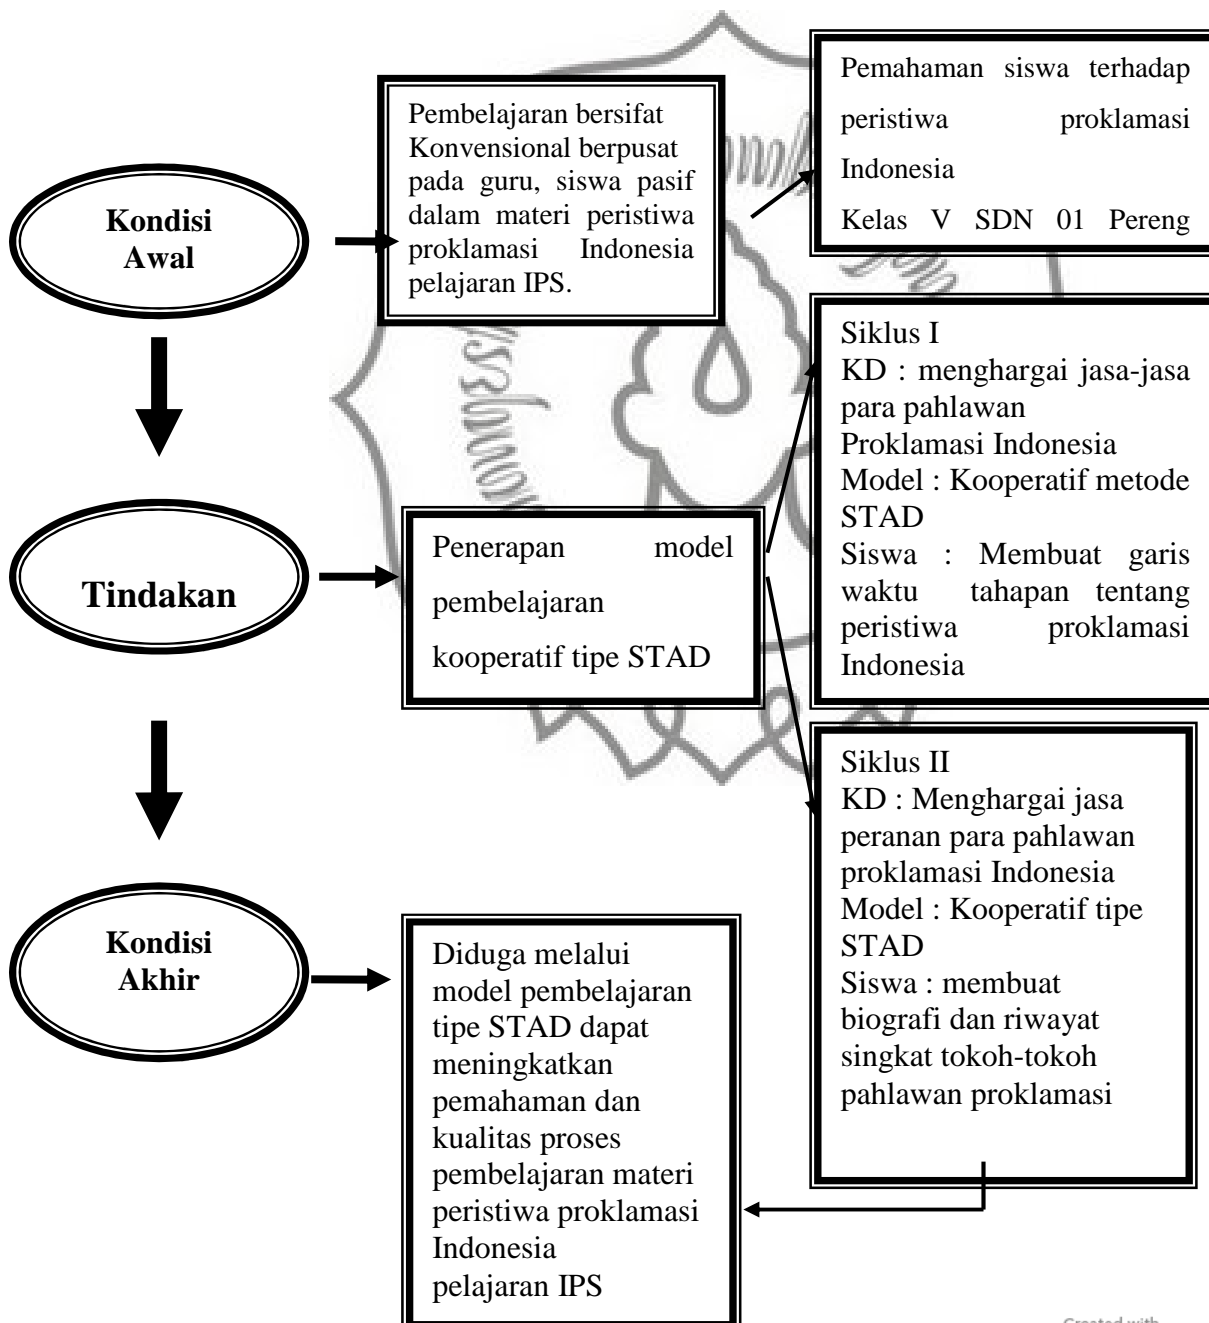 Kondisi
Awal
Pembelajaran bersifat
Konvensional berpusat
pada guru, siswa pasif
dalam materi peristiwa
proklamasi Indonesia
pelajaran IPS.
Pemahaman siswa terhadap
peristiwa proklamasi
Indonesia
Kelas V SDN 01 Pereng
Tindakan
Penerapan model
pembelajaran
kooperatif tipe STAD
Siklus I
KD : menghargai jasa-jasa
para pahlawan
Proklamasi Indonesia
Model : Kooperatif metode
STAD
Siswa : Membuat garis
waktu tahapan tentang
peristiwa proklamasi
Indonesia
Siklus II
KD : Menghargai jasa
peranan para pahlawan
proklamasi Indonesia
Model : Kooperatif tipe
STAD
Siswa : membuat
biografi dan riwayat
singkat tokoh-tokoh
pahlawan proklamasi
Kondisi
Akhir
Diduga melalui
model pembelajaran
tipe STAD dapat
meningkatkan
pemahaman dan
kualitas proses
pembelajaran materi
peristiwa proklamasi
Indonesia
pelajaran IPS
Created with